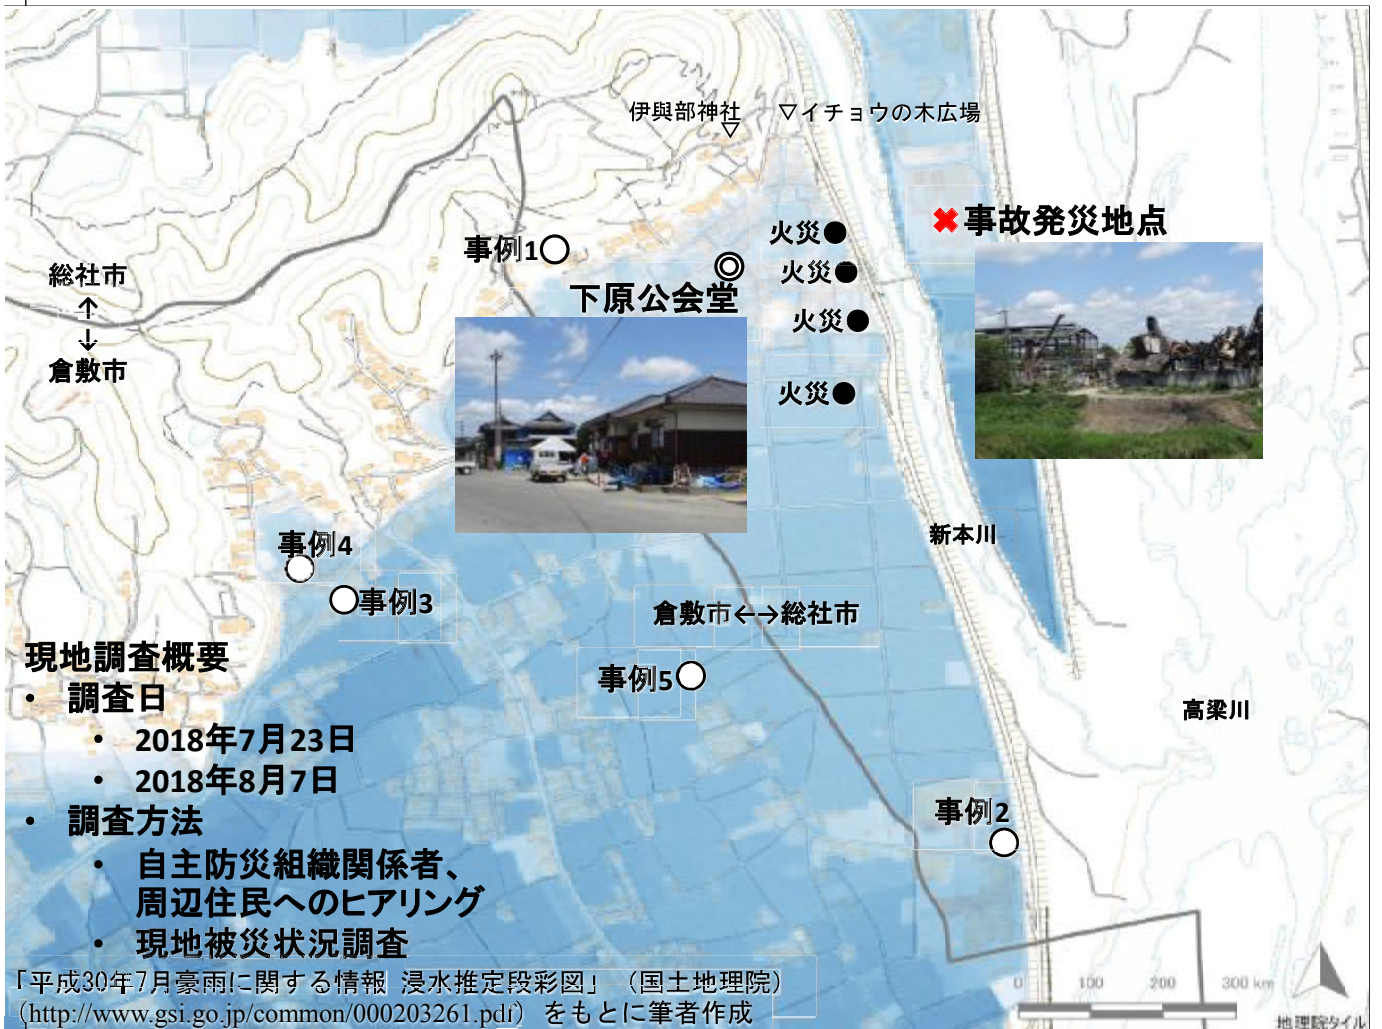 伊與部神社
▽
▽イチョウの木広場
✖事故発災地点
火災●
火災●
火災●
火災●
事例1○
◎
下原公会堂
総社市
↑
↓
倉敷市
事例4
○
○事例3
新本川
倉敷市←→総社市
事例5○
高梁川
事例2
○
現地調査概要
• 調査日
• 2018年7月23日
• 2018年8月7日
• 調査方法
• 自主防災組織関係者、
周辺住民へのヒアリング
• 現地被災状況調査
「平成30年7月豪雨に関する情報 浸水推定段彩図」（国土地理院）
（http://www.gsi.go.jp/common/000203261.pdf）をもとに筆者作成
0 100 200 300 km
地理院タイル